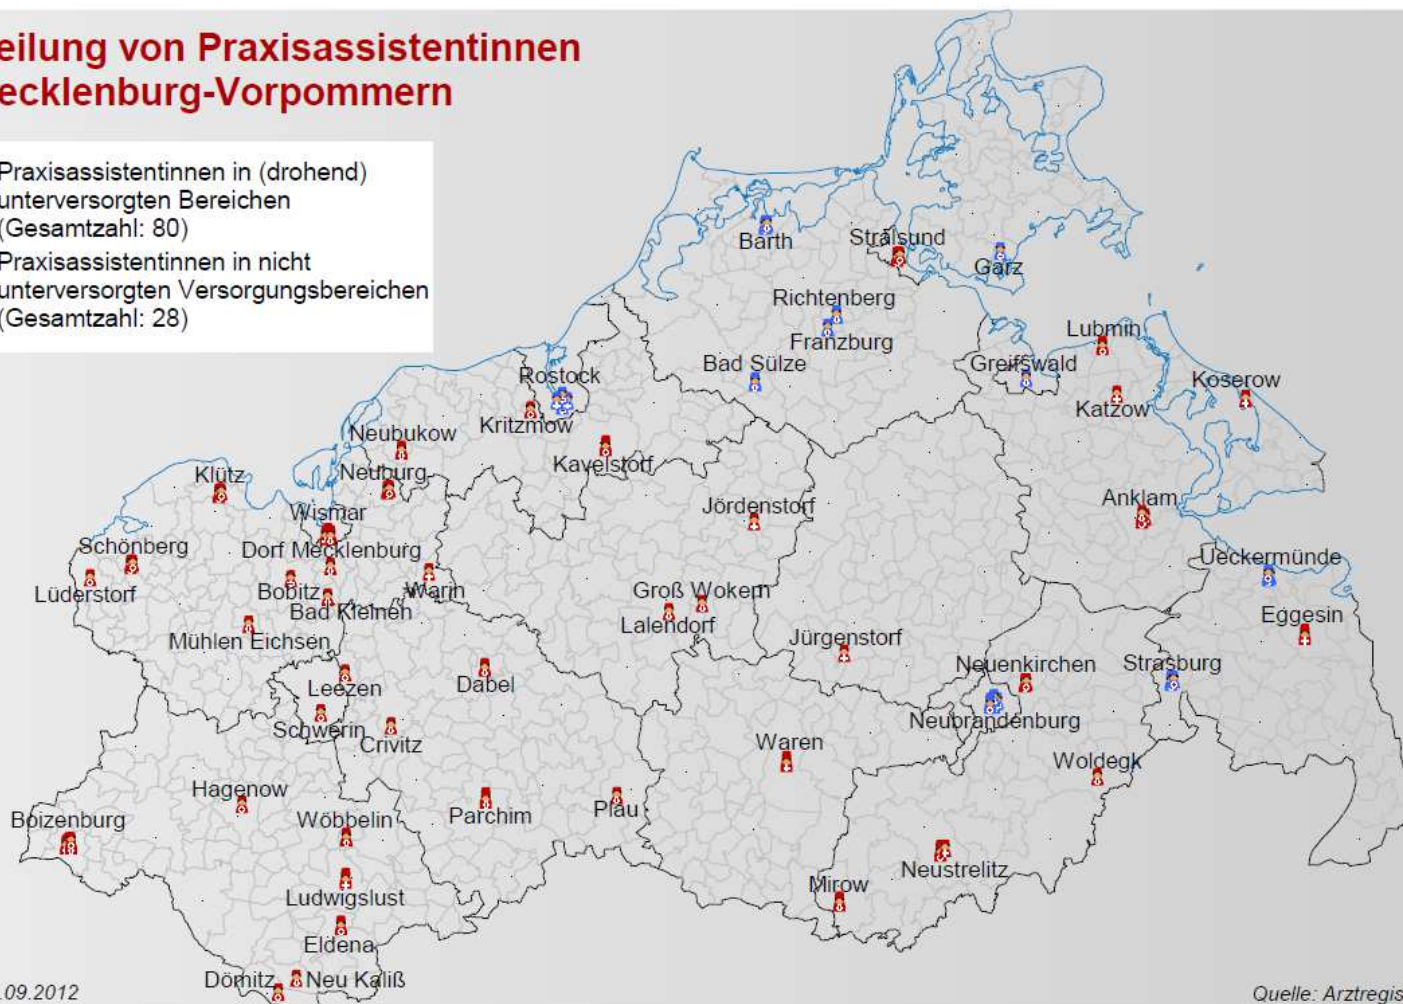 eilung von Praxisassistentinnen
ecklenburg-Vorpommern
Praxisassistentinnen in (drohend)
unterversorgten Bereichen
(Gesamtzahl: 80)
Praxisassistentinnen in nicht
unterversorgten Versorgungsbereichen
(Gesamtzahl: 28)
Barth
Stralsund
Garz
Richtenberg
Franzburg
Lubmin
Bad Sülze
Greifswald
Rostock
Koserow
Katzow
Kritzmow
Neubukow
Kavelstorf
Klütz
Neuburg
Anklam
Jördenstorf
Wismar
Schönberg
Dorf Mecklenburg
Ueckermünde
Lüderstorf
Bobitz
Warin
Groß Wokern
Bad Kleinen
Eggesin
Lalendorf
Mühlen Eichsen
Jürgenstorf
Neuenkirchen
Strasburg
Leezen
Dabel
Neubrandenburg
Schwerin
Crivitz
Waren
Woldegk
Hagenow
Plau
Boizenburg
Wöbbelin
Parchim
Neustrelitz
Mirow
Ludwigslust
Eldena
Dömitz
Neu Kaliß
.09.2012
Quelle: Arztregis